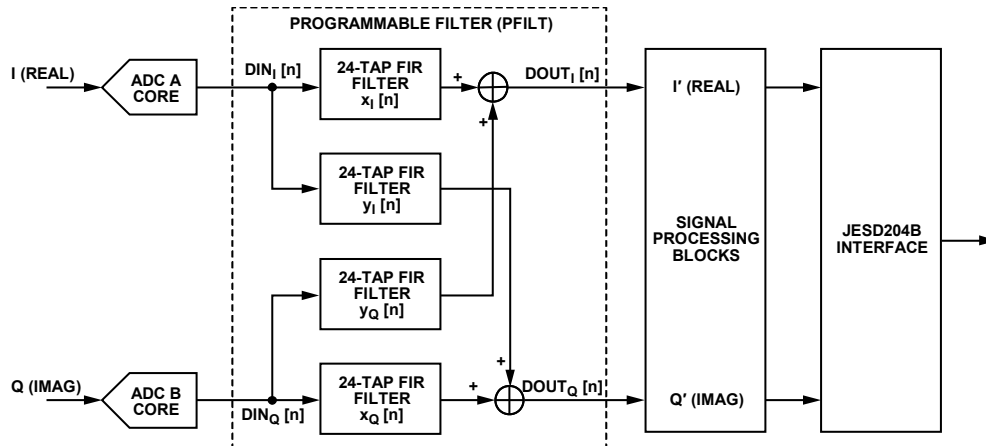 PROGRAMMABLE FILTER (PFILT)
I (REAL)
ADC A
CORE
DINI [n]
24-TAP FIR
FILTER
xI [n]
+
+
DOUTI [n]
I′ (REAL)
24-TAP FIR
FILTER
yI [n]
SIGNAL
PROCESSING
BLOCKS
JESD204B
INTERFACE
24-TAP FIR
FILTER
yQ [n]
Q (IMAG)
ADC B
CORE
DINQ [n]
24-TAP FIR
FILTER
xQ [n]
+
+
DOUTQ [n]
Q′ (IMAG)